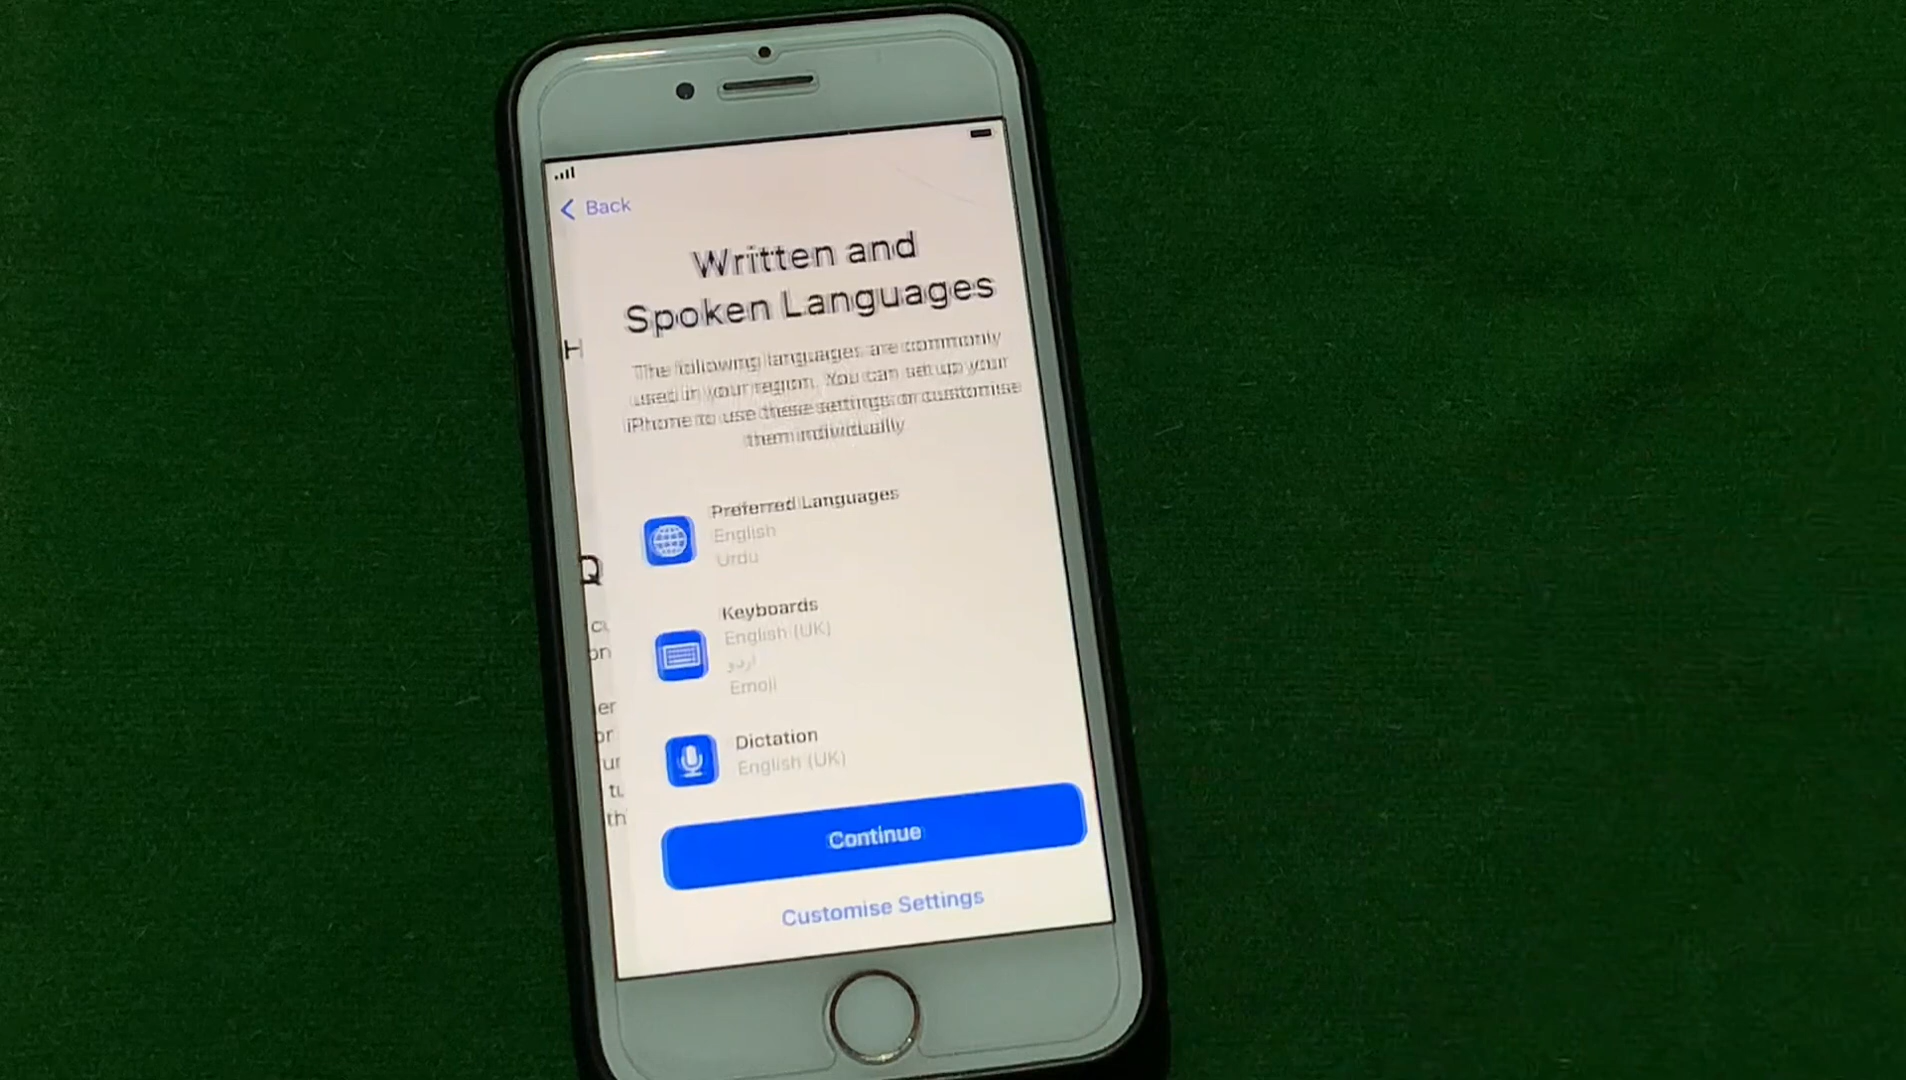 Back
Written and
Spoken Languages
The following languages are commonly
used in your region. You can set up your
iPhone to use these settings or customise
them individually
Preferred Languages
English
Urdu
Keyboards
English (UK)
اردو
Emoji
Dictation
English (UK)
Continue
Customise Settings